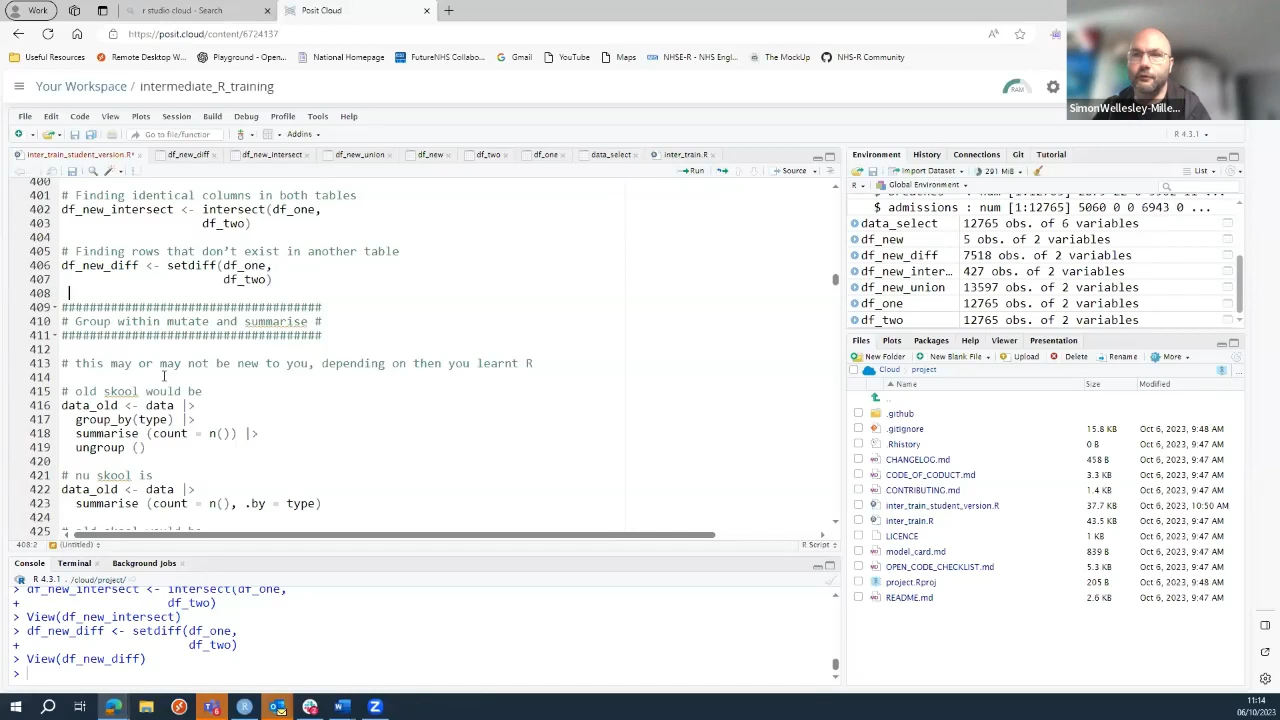 Work
r studio cloud - Search
Posit Cloud
https://posit.cloud/content/6724137
Useful Resources
Remote Desktop W...
Playground - Open...
National Homepage
FutureNHS Collabo...
Gmail
YouTube
Maps
NHSE-R - NHS Engl...
The MockUp
NHS-R Community
SimonWellesley-Mille...
Your Workspace / intermediate_R_training
RAM
File Edit Code View Plots Session Build Debug Profile Tools Help
Go to file/function
Addins
R 4.3.1
inter_train_student_version.R*
df_new_diff
df_new_intersect
df_new_union
df_new
df_two
df_one
data_select
inter_train.R
Run
Source
400
401 # Finding identical columns in both tables
402 df_new_intersect <- intersect(df_one,
403 df_two)
404
405 # Finding rows that don't exist in another table
406 df_new_diff <- setdiff(df_one,
407 df_two)
408
409 #####################################
410 # Group within mutate and summarise #
411 #####################################
412
413 # this may or may not be new to you, depending on then you learnt R
414
415 # old skool would be
416 data_old <- data |>
417 group_by(type) |>
418 summarise (count = n()) |>
419 ungroup ()
420
421 # nu skool is
422 data_old <- data |>
423 summarise (count = n(), .by = type)
424
425 # old skool would be
408:2
(Untitled)
R Script
Console
Terminal
Background Jobs
R 4.3.1 . /cloud/project/
> df_new_intersect <- intersect(df_one,
+ df_two)
> View(df_new_intersect)
> df_new_diff <- setdiff(df_one,
+ df_two)
> View(df_new_diff)
>
Environment
History
Connections
Git
Tutorial
Import Dataset
291 MiB
List
R
Global Environment
$ admissions : num [1:12765] 5060 0 0 6943 0 ...
data_select 12765 obs. of 6 variables
df_new 5 obs. of 2 variables
df_new_diff 7518 obs. of 2 variables
df_new_inter... 427 obs. of 2 variables
df_new_union 13597 obs. of 2 variables
df_one 12765 obs. of 2 variables
df_two 12765 obs. of 2 variables
Files
Plots
Packages
Help
Viewer
Presentation
New Folder
New Blank File
Upload
Delete
Rename
More
Cloud
project
Name
Size
Modified
..
.github
.gitignore 15.8 KB Oct 6, 2023, 9:48 AM
.Rhistory 0 B Oct 6, 2023, 9:47 AM
CHANGELOG.md 458 B Oct 6, 2023, 9:47 AM
CODE_OF_CODUCT.md 3.3 KB Oct 6, 2023, 9:47 AM
CONTRIBUTING.md 1.4 KB Oct 6, 2023, 9:47 AM
inter_train_student_version.R 37.7 KB Oct 6, 2023, 10:50 AM
inter_train.R 43.5 KB Oct 6, 2023, 9:47 AM
LICENCE 1 KB Oct 6, 2023, 9:47 AM
model_card.md 839 B Oct 6, 2023, 9:47 AM
OPEN_CODE_CHECKLIST.md 5.3 KB Oct 6, 2023, 9:47 AM
project.Rproj 205 B Oct 6, 2023, 9:48 AM
README.md 2.6 KB Oct 6, 2023, 9:47 AM
11:14
06/10/2023